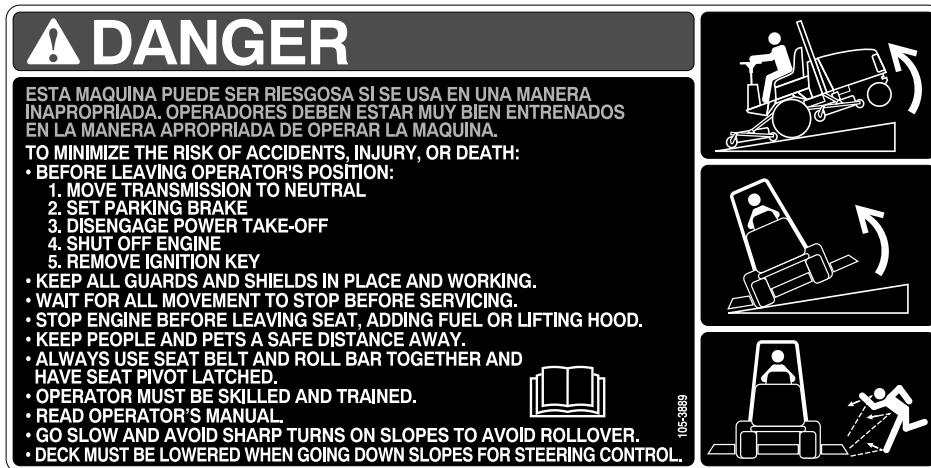 DANGER
ESTA MAQUINA PUEDE SER RIESGOSA SI SE USA EN UNA MANERA
INAPROPRIADA. OPERADORES DEBEN ESTAR MUY BIEN ENTRENADOS
EN LA MANERA APROPRIADA DE OPERAR LA MAQUINA.
TO MINIMIZE THE RISK OF ACCIDENTS, INJURY, OR DEATH:
• BEFORE LEAVING OPERATOR'S POSITION:
1. MOVE TRANSMISSION TO NEUTRAL
2. SET PARKING BRAKE
3. DISENGAGE POWER TAKE-OFF
4. SHUT OFF ENGINE
5. REMOVE IGNITION KEY
• KEEP ALL GUARDS AND SHIELDS IN PLACE AND WORKING.
• WAIT FOR ALL MOVEMENT TO STOP BEFORE SERVICING.
• STOP ENGINE BEFORE LEAVING SEAT, ADDING FUEL OR LIFTING HOOD.
• KEEP PEOPLE AND PETS A SAFE DISTANCE AWAY.
• ALWAYS USE SEAT BELT AND ROLL BAR TOGETHER AND
HAVE SEAT PIVOT LATCHED.
• OPERATOR MUST BE SKILLED AND TRAINED.
• READ OPERATOR'S MANUAL.
• GO SLOW AND AVOID SHARP TURNS ON SLOPES TO AVOID ROLLOVER.
• DECK MUST BE LOWERED WHEN GOING DOWN SLOPES FOR STEERING CONTROL.
105-3889